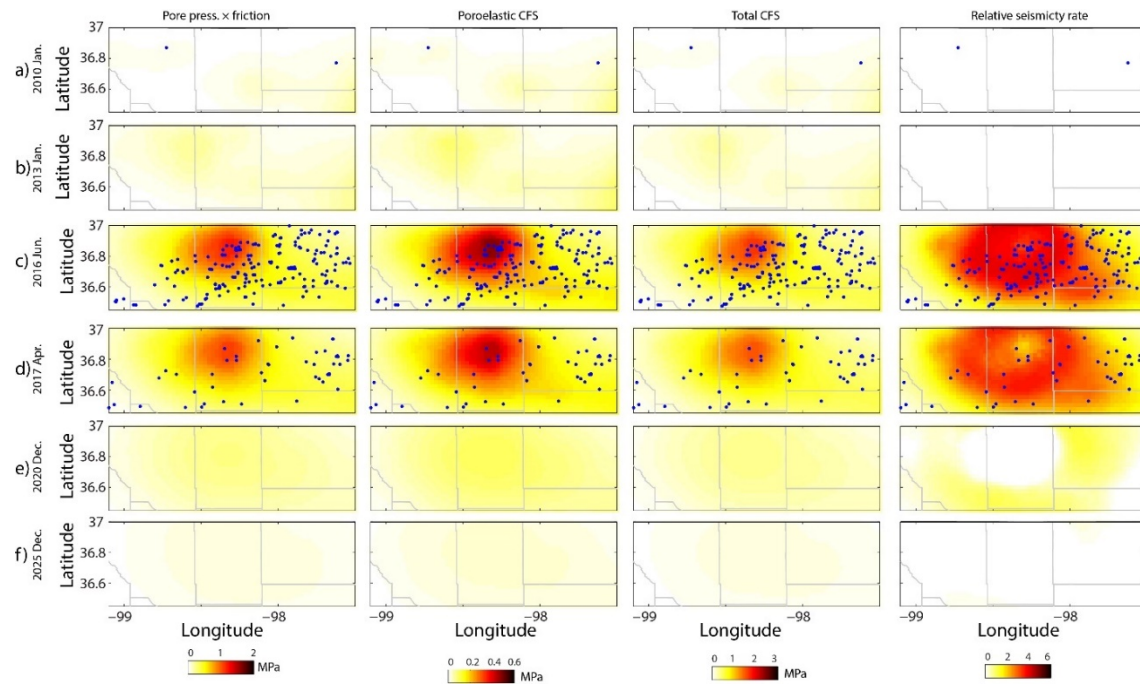 Pore press. × friction Poroelastic CFS Total CFS Relative seismicty rate
a) 2010 Jan. Latitude 37 36.8 36.6
b) 2013 Jan. Latitude 37 36.8 36.6
c) 2016 Jun. Latitude 37 36.8 36.6
d) 2017 Apr. Latitude 37 36.8 36.6
e) 2020 Dec. Latitude 37 36.6
f) 2025 Dec. Latitude 37 36.6
−99 −98 −99 −98 −99 −98 −99 −98
Longitude Longitude Longitude Longitude
0 1 2 MPa 0 0.2 0.4 0.6 MPa 0 1 2 3 MPa 0 2 4 6